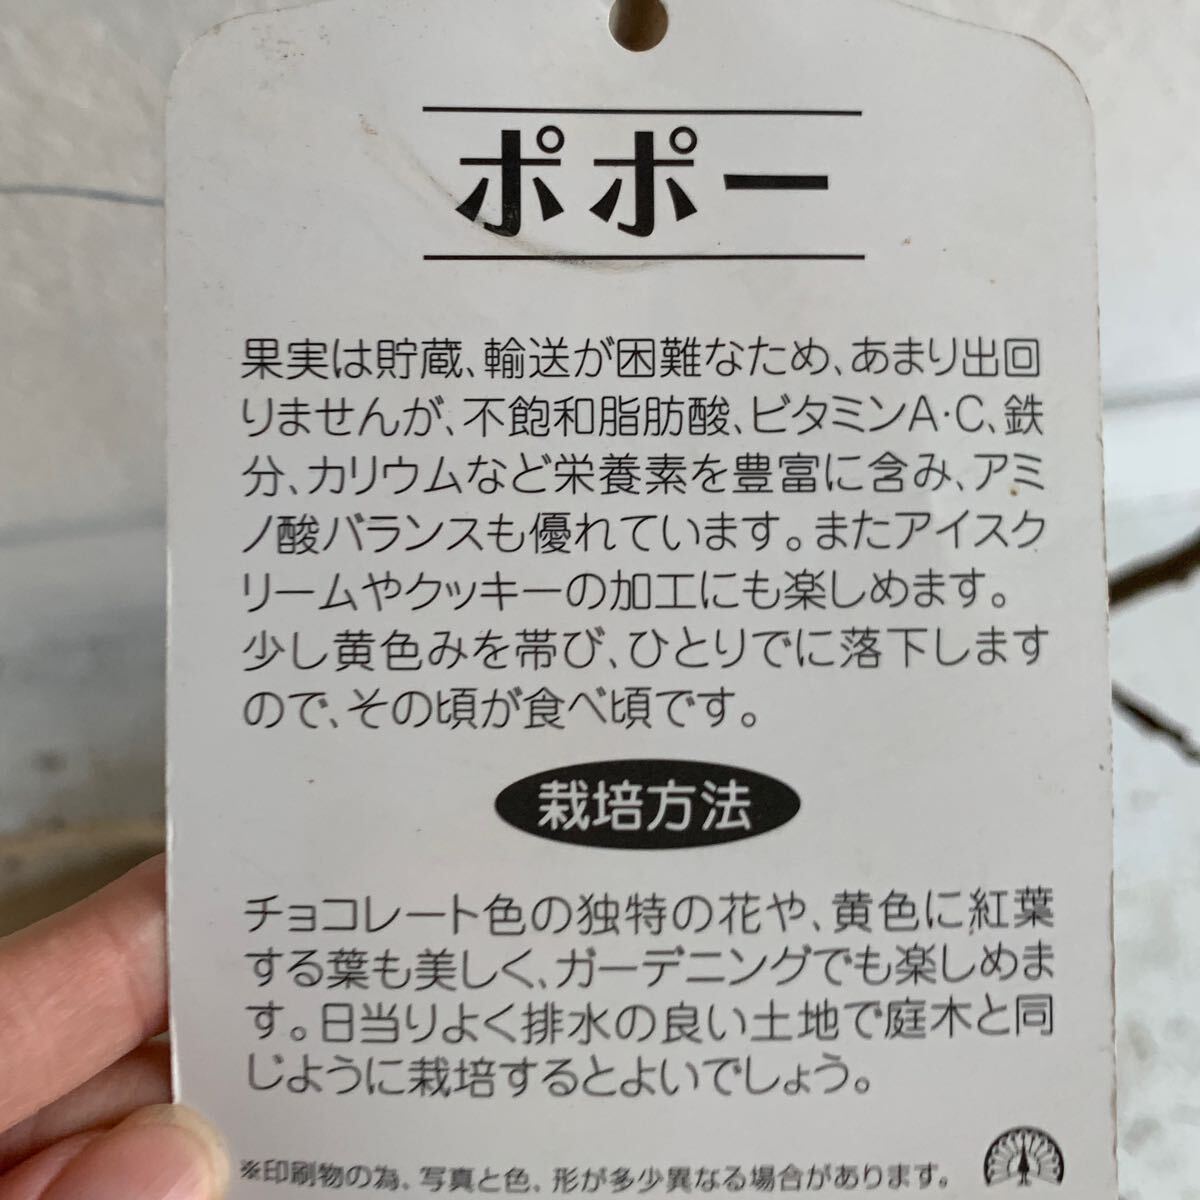 ポポー
果実は貯蔵、輸送が困難なため、あまり出回
りませんが、不飽和脂肪酸、ビタミンA・C、鉄
分、カリウムなど栄養素を豊富に含み、アミ
ノ酸バランスも優れています。またアイスク
リームやクッキーの加工にも楽しめます。
少し黄色みを帯び、ひとりでに落下します
ので、その頃が食べ頃です。
栽培方法
チョコレート色の独特の花や、黄色に紅葉
する葉も美しく、ガーデニングでも楽しめま
す。日当りよく排水の良い土地で庭木と同
じように栽培するとよいでしょう。
※印刷物の為、写真と色、形が多少異なる場合があります。